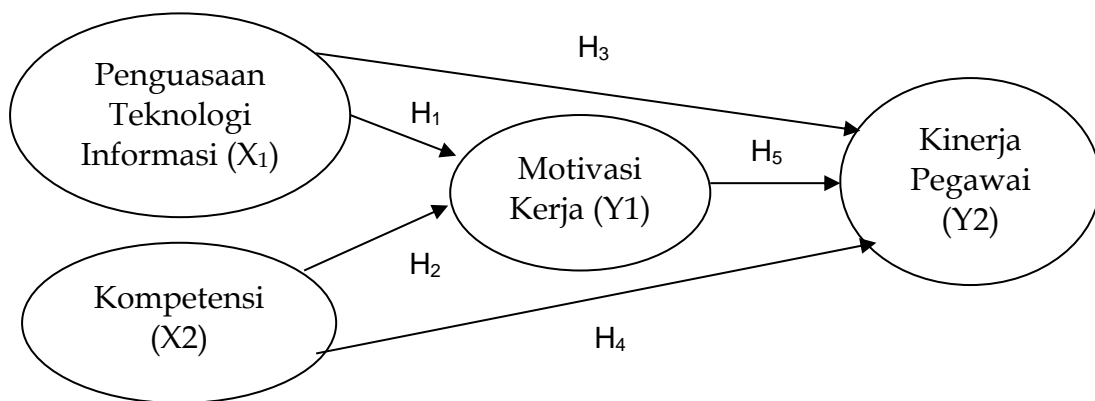 H₃
Penguasaan
Teknologi
Informasi (X₁)
H₁
Motivasi
Kerja (Y1)
H₅
Kinerja
Pegawai
(Y2)
H₂
Kompetensi
(X2)
H₄